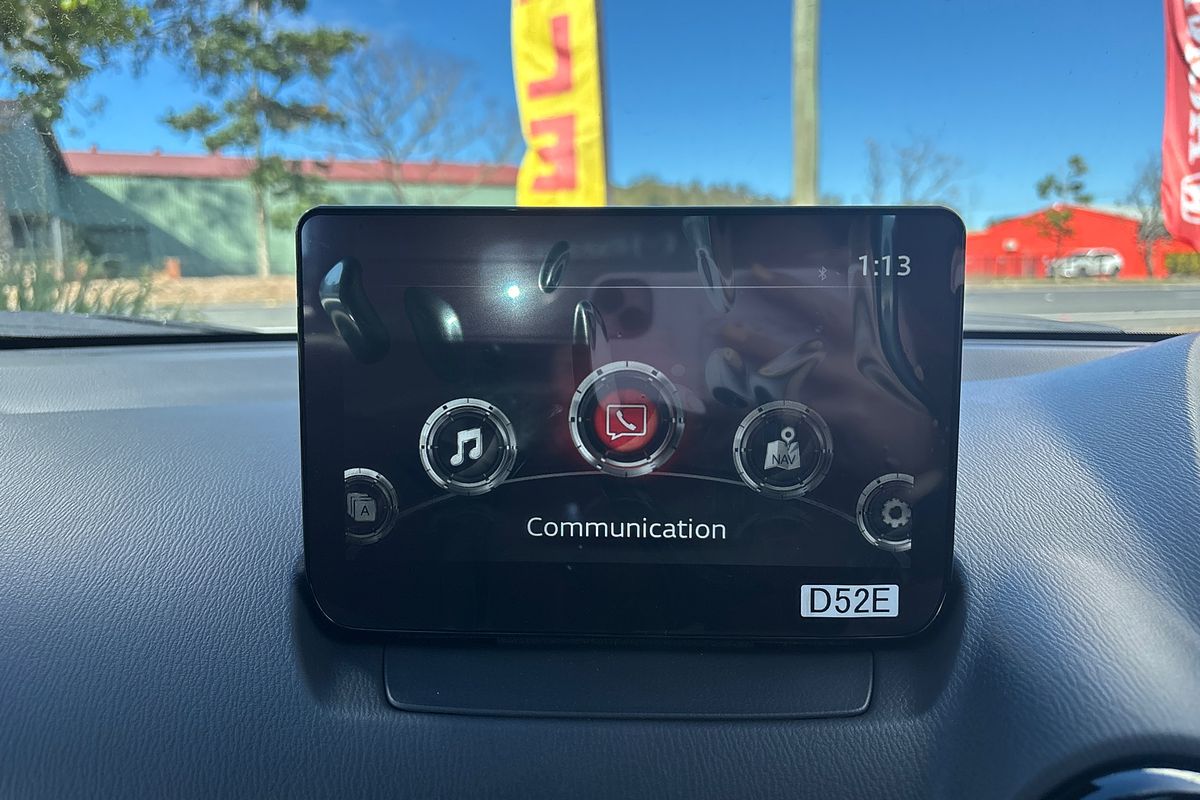 1:13
NAV
A
Communication
D52E